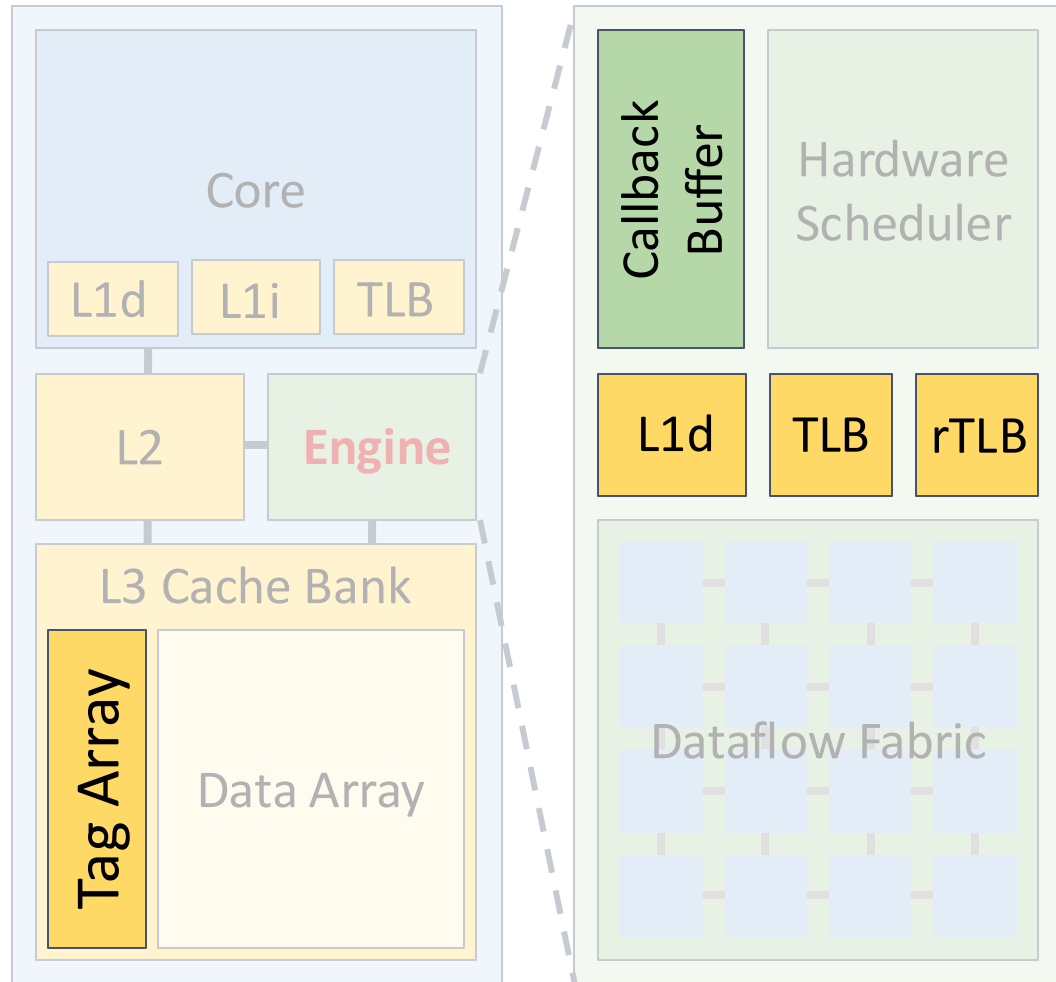 Core
L1d
L1i
TLB
L2
Engine
L3 Cache Bank
Tag Array
Data Array
Callback
Buffer
Hardware
Scheduler
L1d
TLB
rTLB
Dataflow Fabric